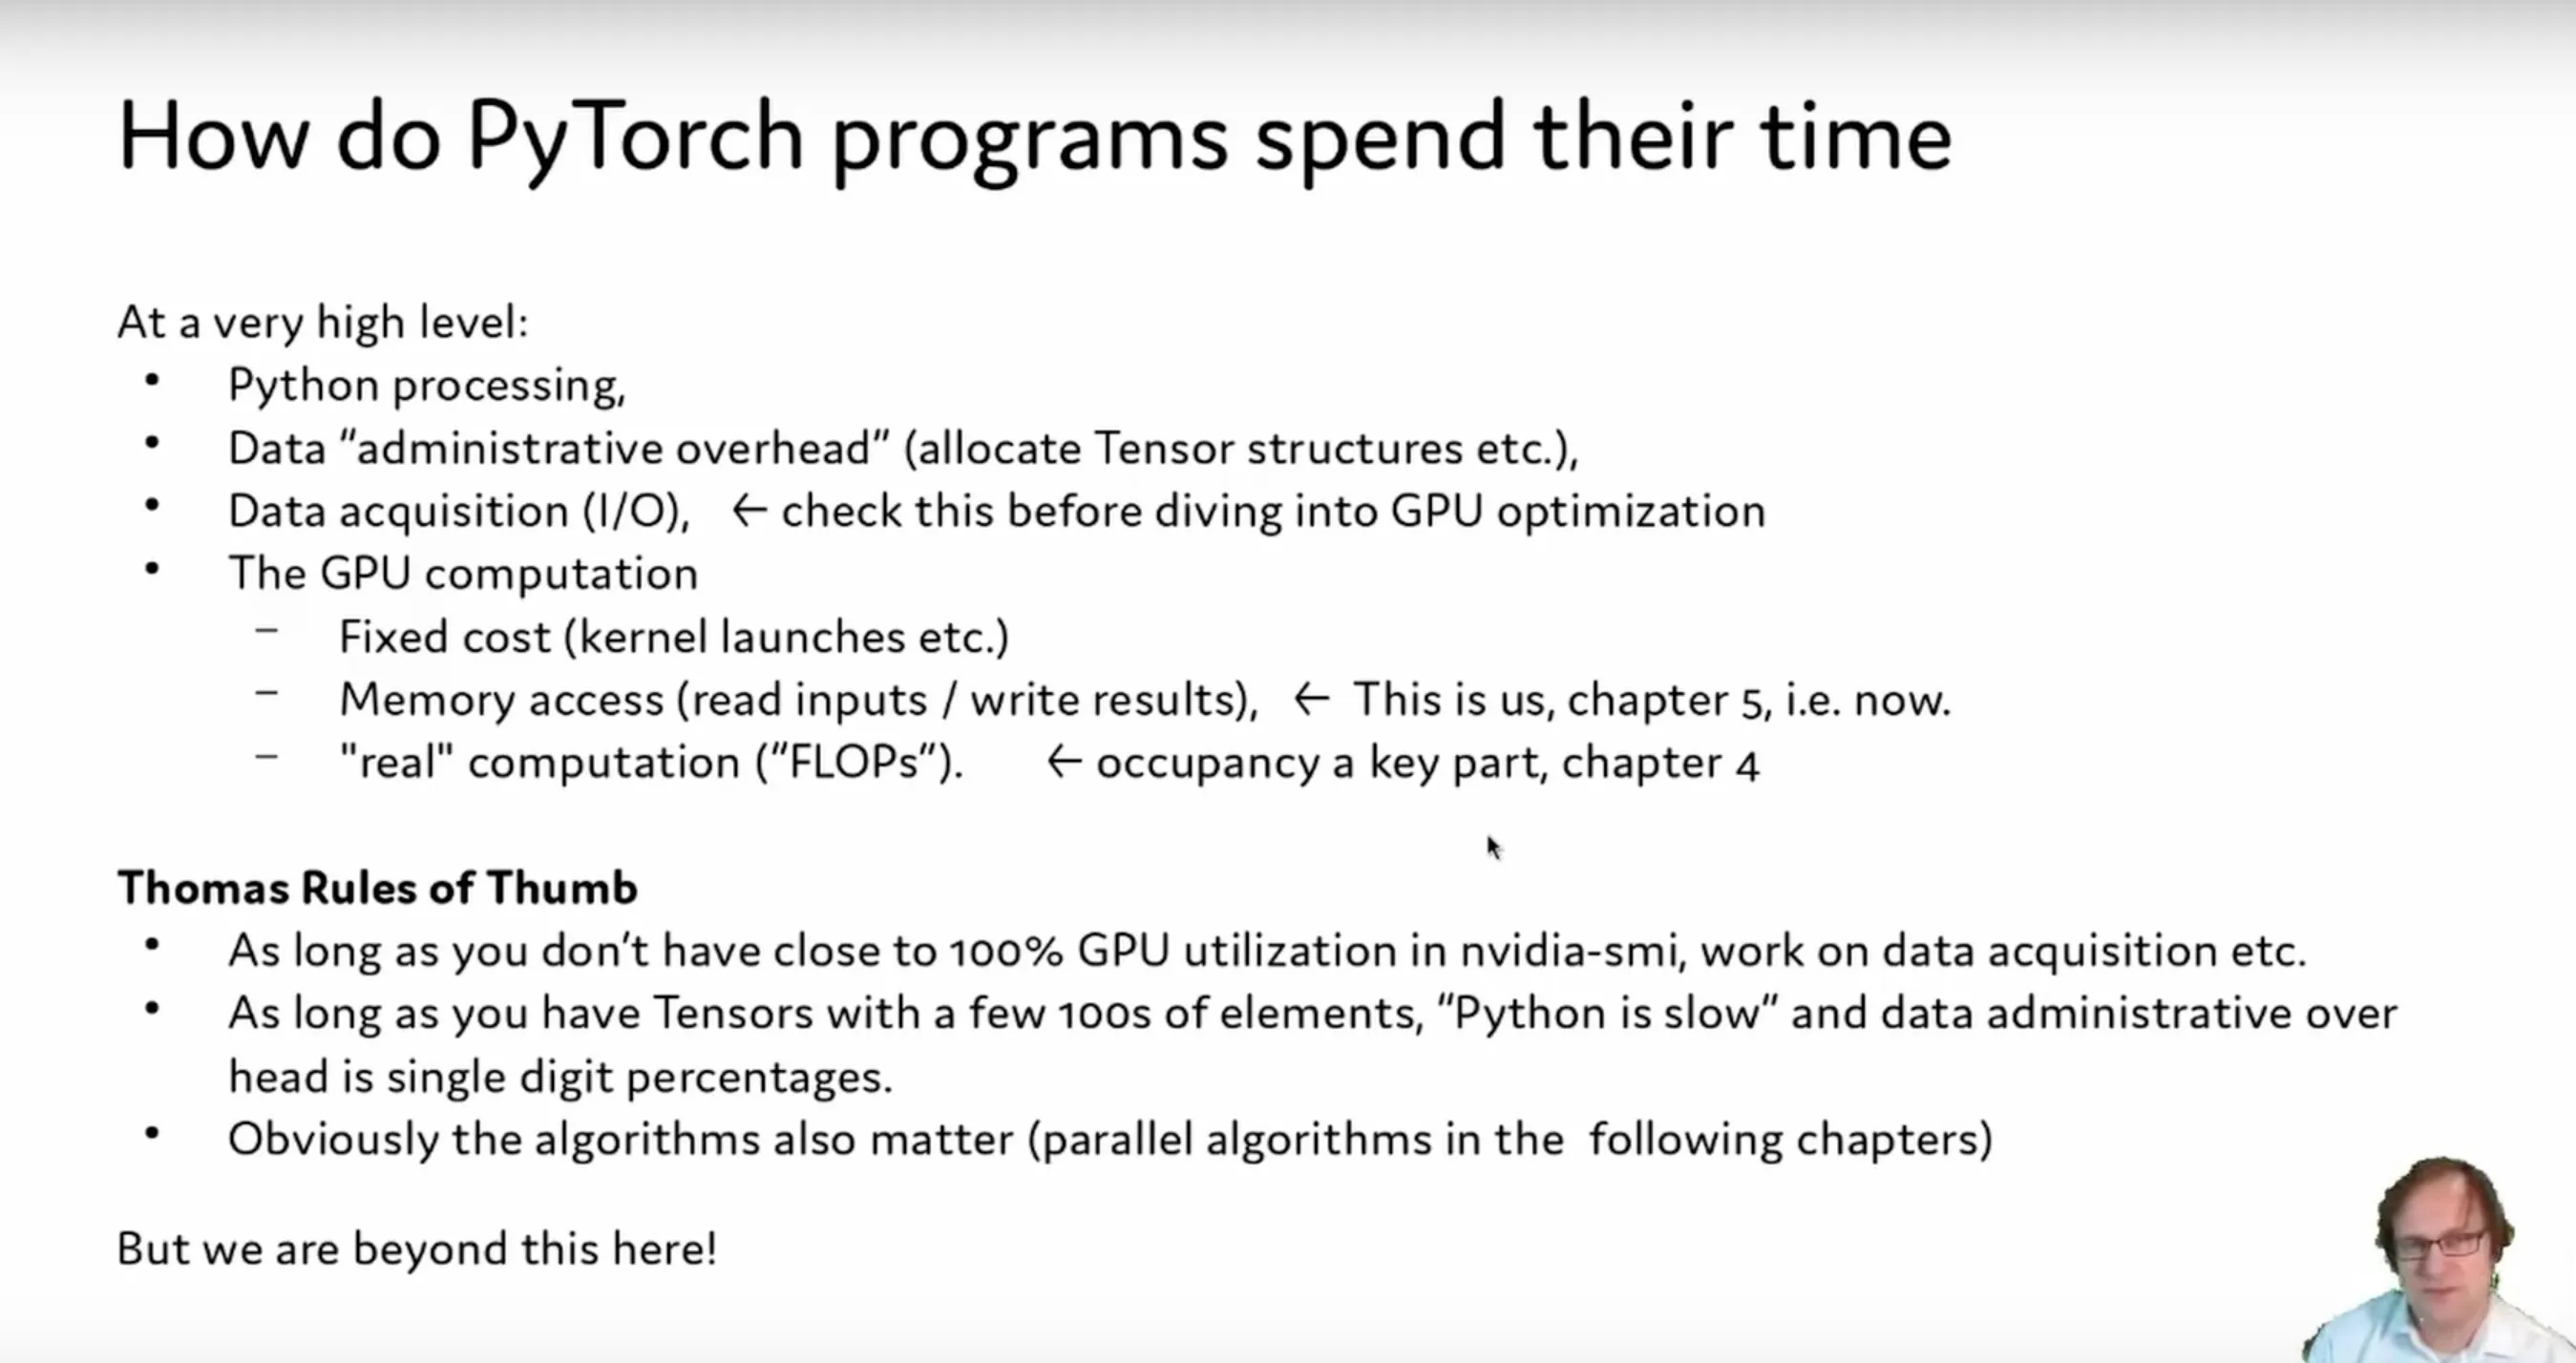 How do PyTorch programs spend their time
At a very high level:
• Python processing,
• Data “administrative overhead” (allocate Tensor structures etc.),
• Data acquisition (I/O), ← check this before diving into GPU optimization
• The GPU computation
– Fixed cost (kernel launches etc.)
– Memory access (read inputs / write results), ← This is us, chapter 5, i.e. now.
– "real" computation (“FLOPs”). ← occupancy a key part, chapter 4
Thomas Rules of Thumb
• As long as you don’t have close to 100% GPU utilization in nvidia-smi, work on data acquisition etc.
• As long as you have Tensors with a few 100s of elements, “Python is slow” and data administrative over
head is single digit percentages.
• Obviously the algorithms also matter (parallel algorithms in the following chapters)
But we are beyond this here!